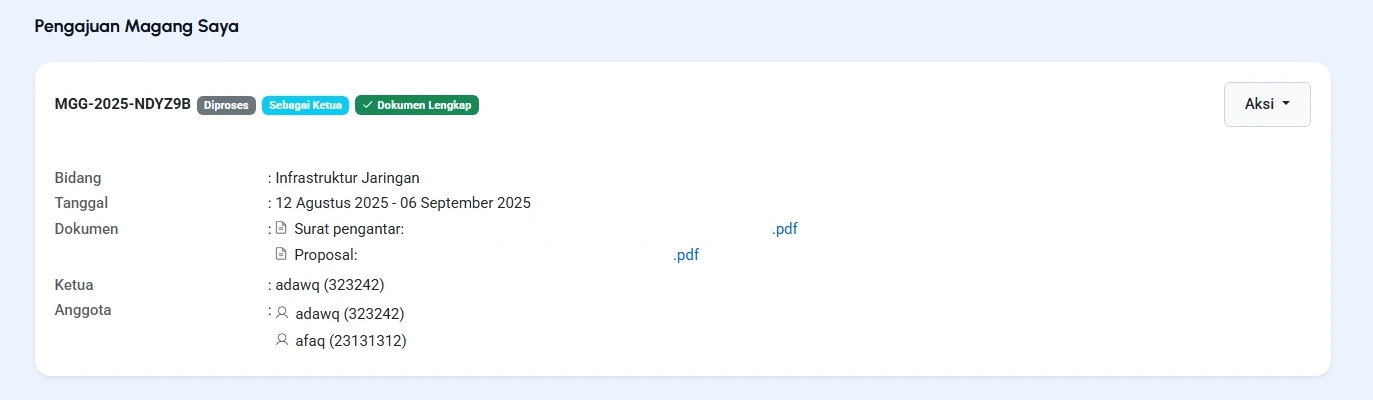 Pengajuan Magang Saya
MGG-2025-NDYZ9B Diproses Sebagai Ketua ✓ Dokumen Lengkap Aksi
Bidang : Infrastruktur Jaringan
Tanggal : 12 Agustus 2025 - 06 September 2025
Dokumen : Surat pengantar: .pdf
Proposal: .pdf
Ketua : adawq (323242)
Anggota : adawq (323242)
afaq (23131312)